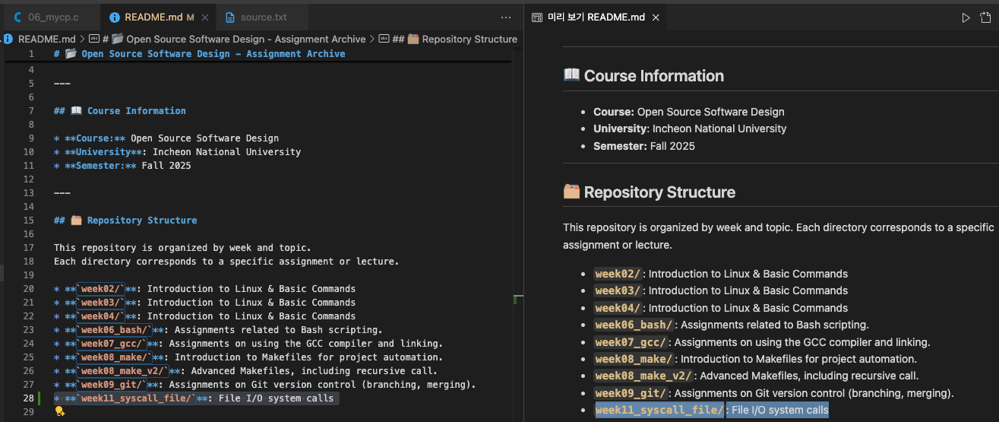 06_mycp.c
README.md M
source.txt
미리 보기 README.md
README.md > # Open Source Software Design - Assignment Archive > ## Repository Structure
1 # 📂 Open Source Software Design - Assignment Archive
4
5 ---
6
7 ## 📖 Course Information
8
9 * **Course:** Open Source Software Design
10 * **University**: Incheon National University
11 * **Semester:** Fall 2025
12
13 ---
14
15 ## 🗂️ Repository Structure
16
17 This repository is organized by week and topic.
18 Each directory corresponds to a specific assignment or lecture.
19
20 * **`week02/`**: Introduction to Linux & Basic Commands
21 * **`week03/`**: Introduction to Linux & Basic Commands
22 * **`week04/`**: Introduction to Linux & Basic Commands
23 * **`week06_bash/`**: Assignments related to Bash scripting.
24 * **`week07_gcc/`**: Assignments on using the GCC compiler and linking.
25 * **`week08_make/`**: Introduction to Makefiles for project automation.
26 * **`week08_make_v2/`**: Advanced Makefiles, including recursive call.
27 * **`week09_git/`**: Assignments on Git version control (branching, merging).
28 * **`week11_syscall_file/`**: File I/O system calls
29
📖 Course Information
• Course: Open Source Software Design
• University: Incheon National University
• Semester: Fall 2025
🗂️ Repository Structure
This repository is organized by week and topic. Each directory corresponds to a specific
assignment or lecture.
• week02/: Introduction to Linux & Basic Commands
• week03/: Introduction to Linux & Basic Commands
• week04/: Introduction to Linux & Basic Commands
• week06_bash/: Assignments related to Bash scripting.
• week07_gcc/: Assignments on using the GCC compiler and linking.
• week08_make/: Introduction to Makefiles for project automation.
• week08_make_v2/: Advanced Makefiles, including recursive call.
• week09_git/: Assignments on Git version control (branching, merging).
• week11_syscall_file/: File I/O system calls